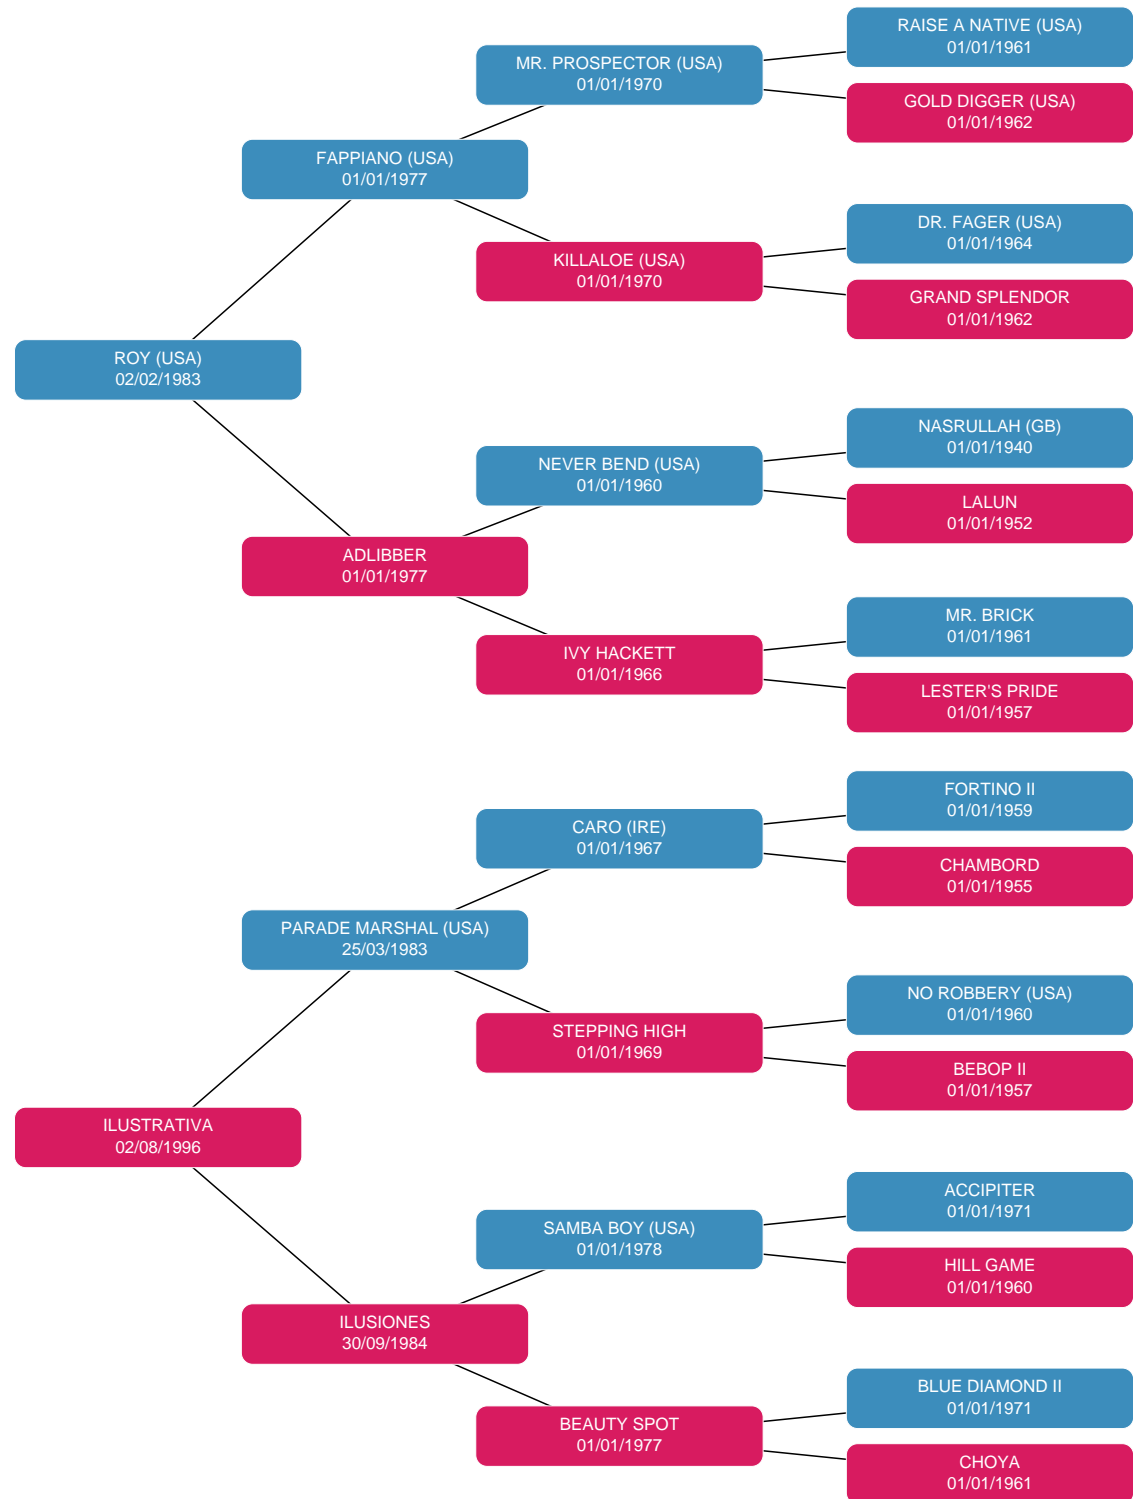 RAISE A NATIVE (USA)
01/01/1961
MR. PROSPECTOR (USA)
01/01/1970
GOLD DIGGER (USA)
01/01/1962
FAPPIANO (USA)
01/01/1977
DR. FAGER (USA)
01/01/1964
KILLALOE (USA)
01/01/1970
GRAND SPLENDOR
01/01/1962
ROY (USA)
02/02/1983
NASRULLAH (GB)
01/01/1940
NEVER BEND (USA)
01/01/1960
LALUN
01/01/1952
ADLIBBER
01/01/1977
MR. BRICK
01/01/1961
IVY HACKETT
01/01/1966
LESTER'S PRIDE
01/01/1957
FORTINO II
01/01/1959
CARO (IRE)
01/01/1967
CHAMBORD
01/01/1955
PARADE MARSHAL (USA)
25/03/1983
NO ROBBERY (USA)
01/01/1960
STEPPING HIGH
01/01/1969
BEBOP II
01/01/1957
ILUSTRATIVA
02/08/1996
ACCIPITER
01/01/1971
SAMBA BOY (USA)
01/01/1978
HILL GAME
01/01/1960
ILUSIONES
30/09/1984
BLUE DIAMOND II
01/01/1971
BEAUTY SPOT
01/01/1977
CHOYA
01/01/1961